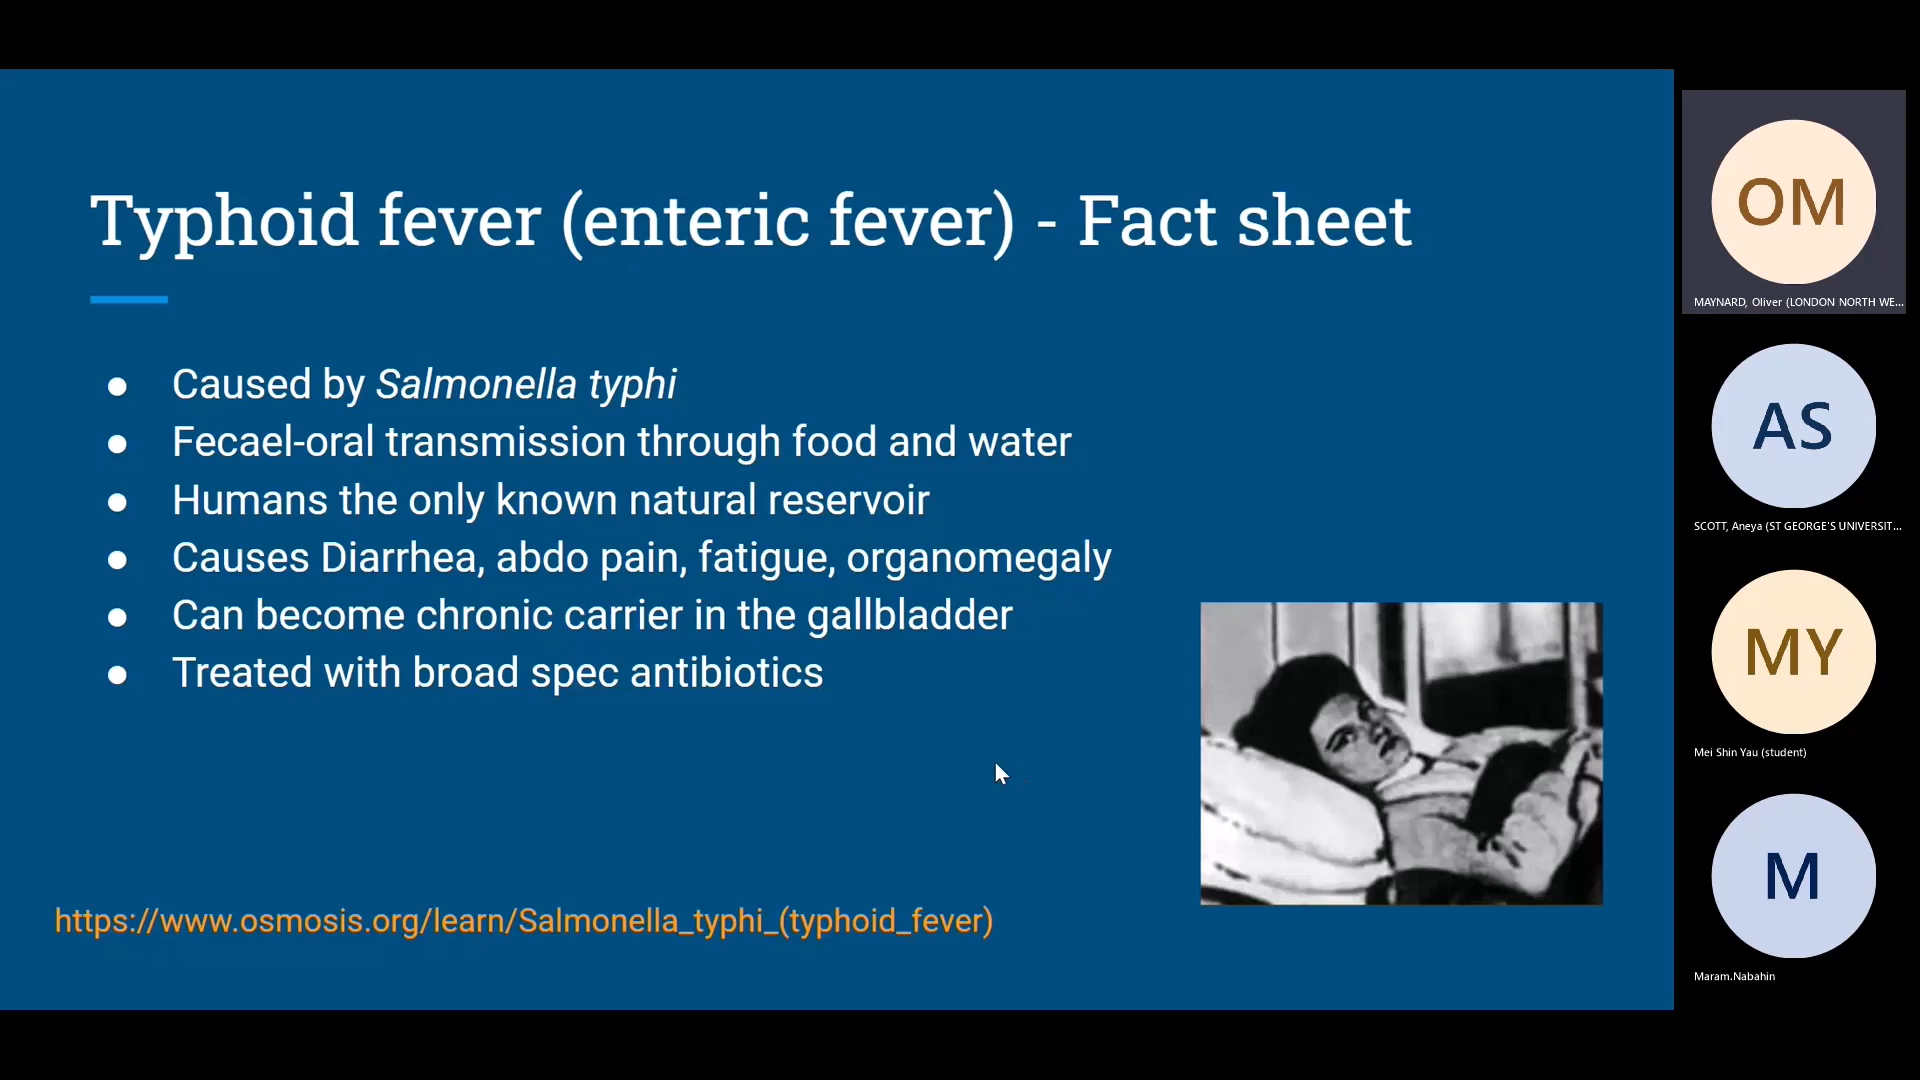 Typhoid fever (enteric fever) - Fact sheet
● Caused by Salmonella typhi
● Fecael-oral transmission through food and water
● Humans the only known natural reservoir
● Causes Diarrhea, abdo pain, fatigue, organomegaly
● Can become chronic carrier in the gallbladder
● Treated with broad spec antibiotics
https://www.osmosis.org/learn/Salmonella_typhi_(typhoid_fever)
OM
MAYNARD, Oliver (LONDON NORTH WE...
AS
SCOTT, Aneya (ST GEORGE'S UNIVERSIT...
MY
Mei Shin Yau (student)
M
Maram.Nabahin